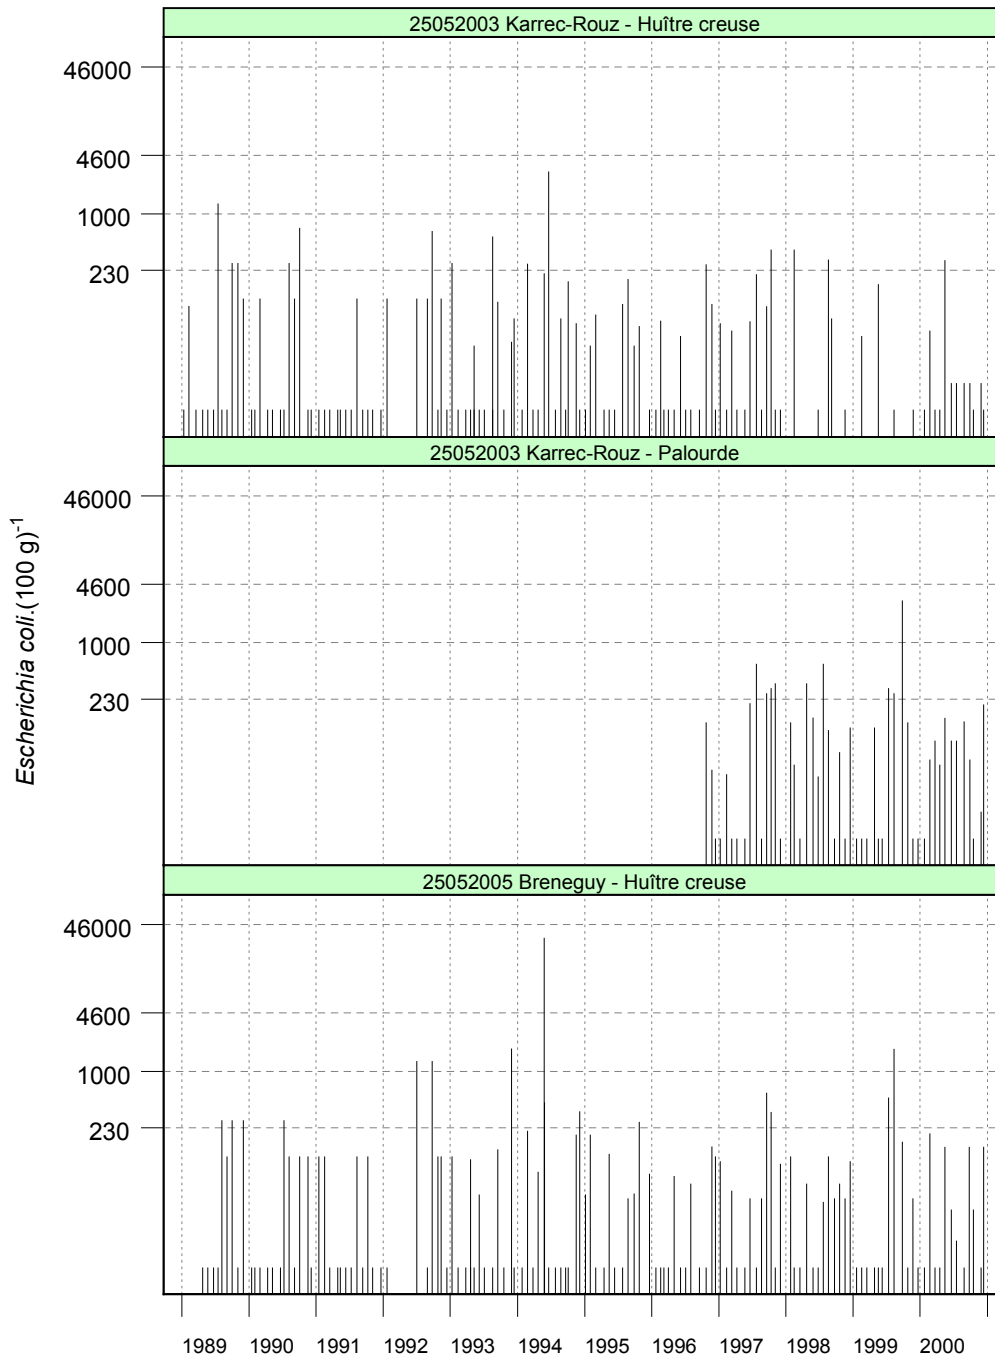 25052003 Karrec-Rouz - Huître creuse
46000
4600
1000
230
25052003 Karrec-Rouz - Palourde
46000
4600
1000
230
Escherichia coli.(100 g)⁻¹
25052005 Breneguy - Huître creuse
46000
4600
1000
230
1989 1990 1991 1992 1993 1994 1995 1996 1997 1998 1999 2000